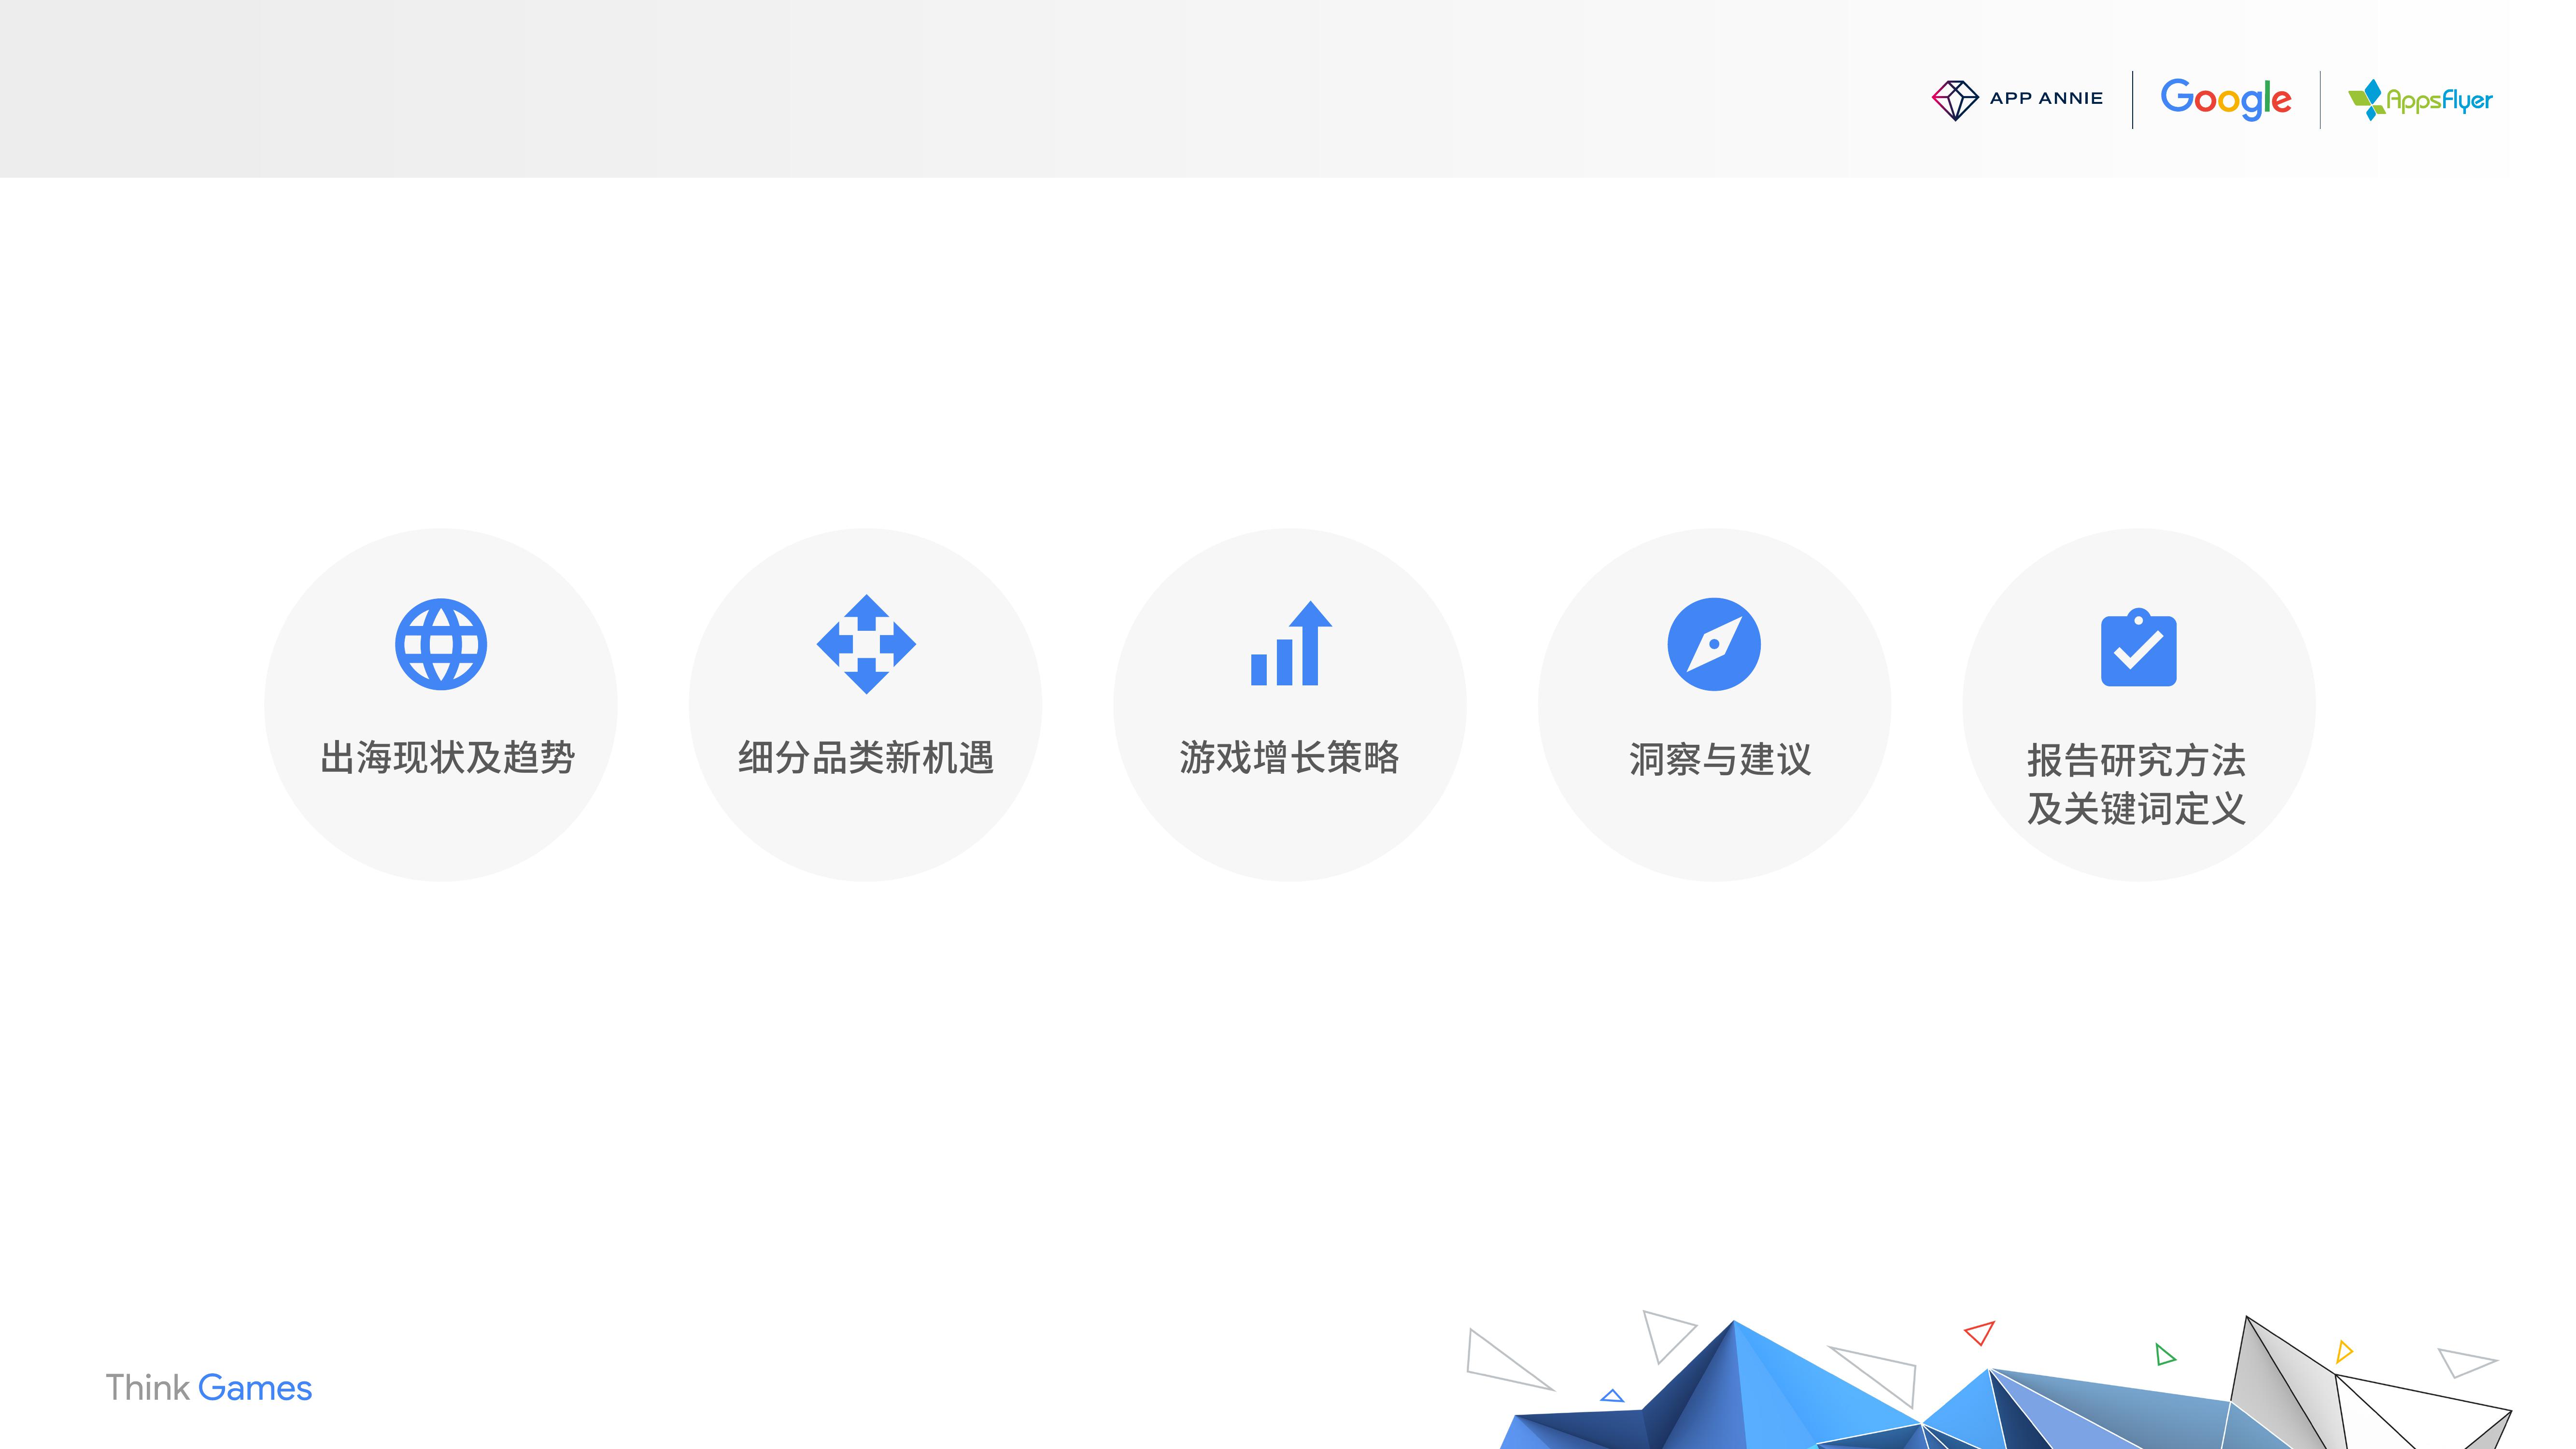 APP ANNIE
Google
AppsFlyer
出海现状及趋势
细分品类新机遇
游戏增长策略
洞察与建议
报告研究方法
及关键词定义
Think Games